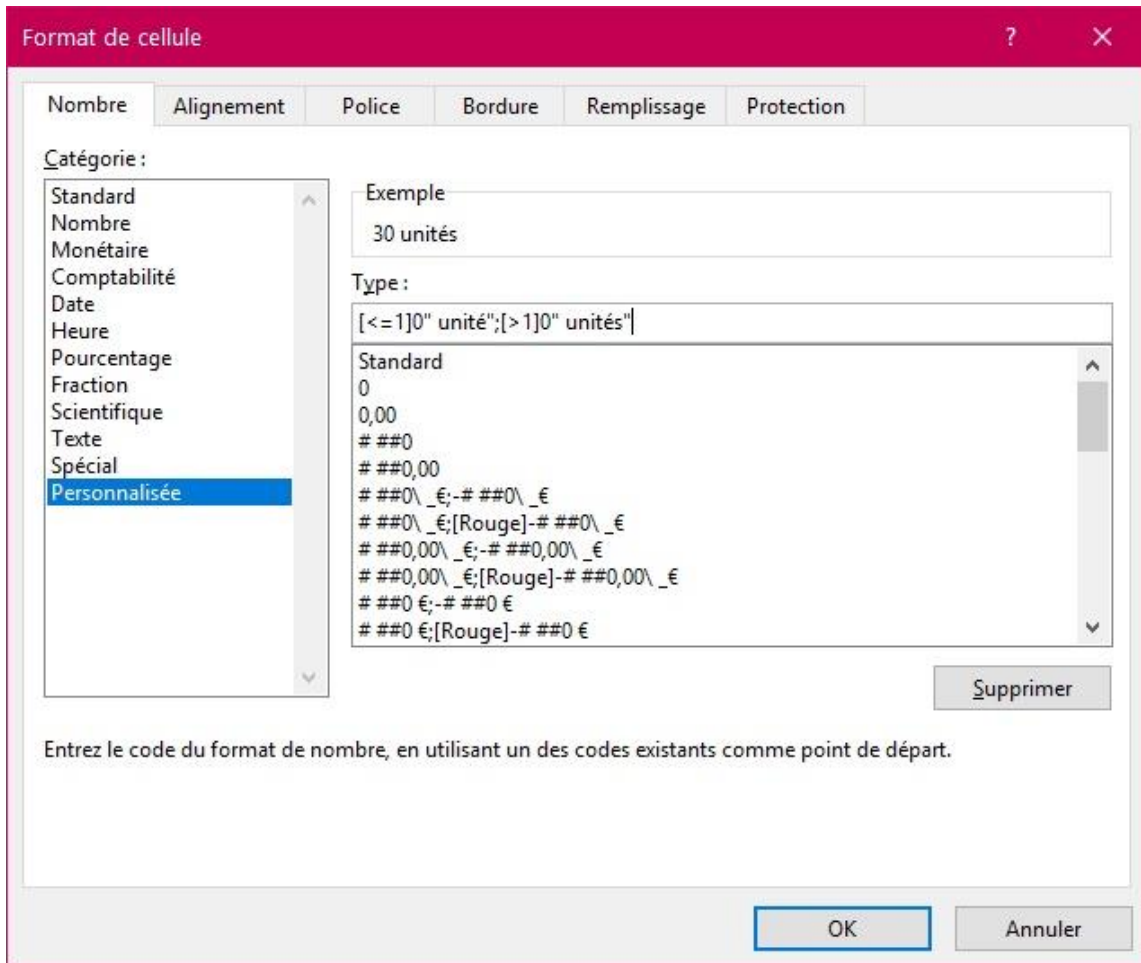 Format de cellule ? ×
Nombre Alignement Police Bordure Remplissage Protection
Catégorie :
Standard
Nombre
Monétaire
Comptabilité
Date
Heure
Pourcentage
Fraction
Scientifique
Texte
Spécial
Personnalisée
Exemple
30 unités
Type :
[<=1]0" unité";[>1]0" unités"
Standard
0
0,00
# ##0
# ##0,00
# ##0\ _€;-# ##0\ _€
# ##0\ _€;[Rouge]-# ##0\ _€
# ##0,00\ _€;-# ##0,00\ _€
# ##0,00\ _€;[Rouge]-# ##0,00\ _€
# ##0 €;-# ##0 €
# ##0 €;[Rouge]-# ##0 €
Supprimer
Entrez le code du format de nombre, en utilisant un des codes existants comme point de départ.
OK Annuler